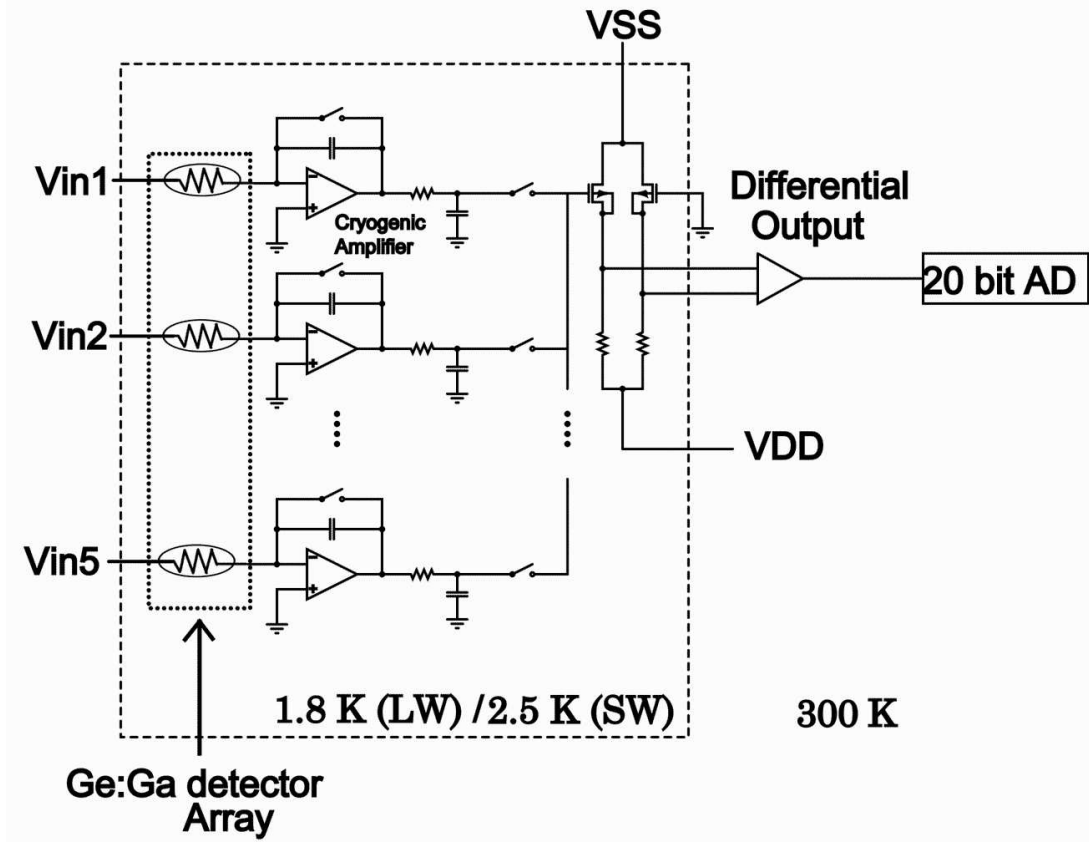 VSS
Vin1
Cryogenic
Amplifier
Differential
Output
20 bit AD
Vin2
VDD
Vin5
1.8 K (LW) /2.5 K (SW)
300 K
Ge:Ga detector
Array